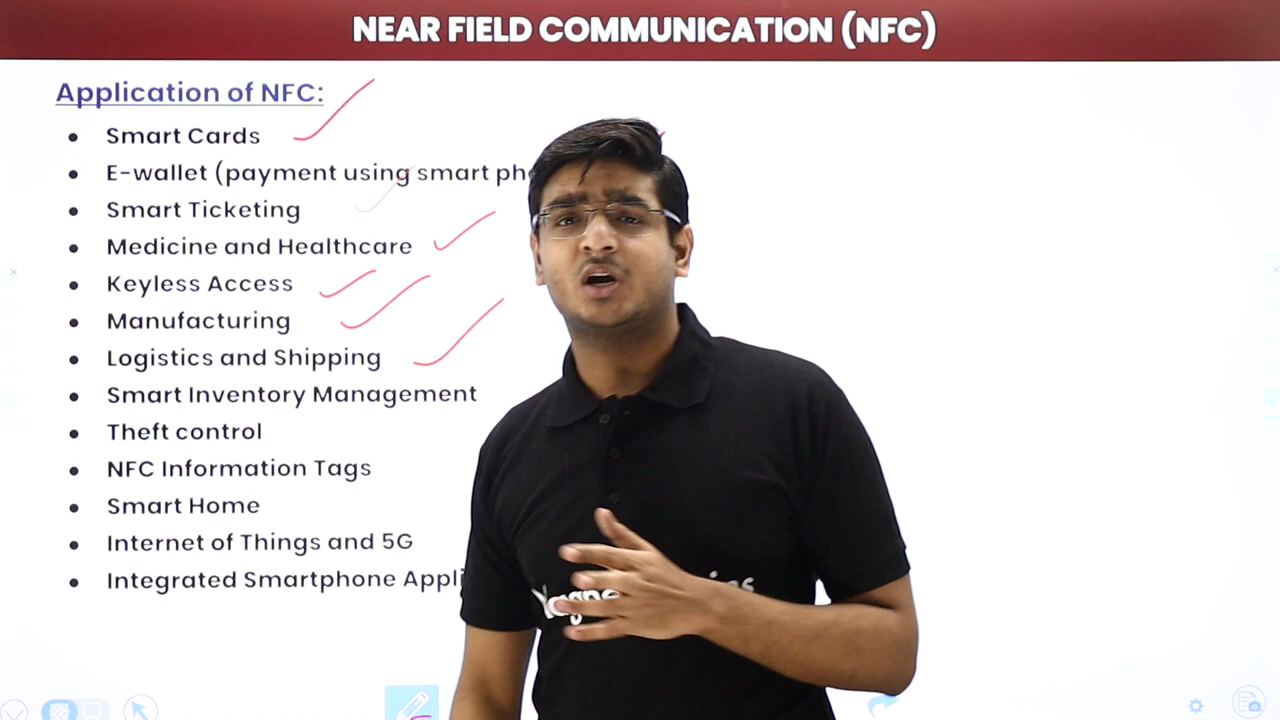 NEAR FIELD COMMUNICATION (NFC)
Application of NFC:
Smart Cards
E-wallet (payment using smart
Smart Ticketing
Medicine and Healthcare
Keyless Access
Manufacturing
Logistics and Shipping
Smart Inventory Management
Theft control
NFC Information Tags
Smart Home
Internet of Things and 5G
Integrated Smartphone